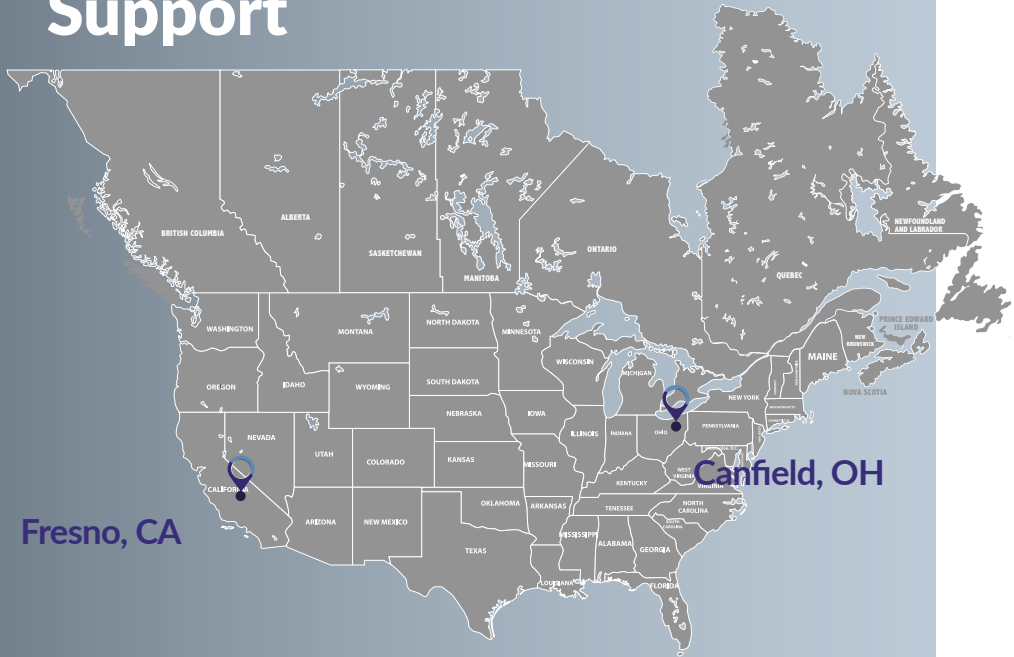 Support
NEWFOUNDLAND
AND LABRADOR
ALBERTA
BRITISH COLUMBIA
SASKETCHEWAN
ONTARIO
MANITOBA
QUEBEC
PRINCE EDWARD
ISLAND
WASHINGTON
MONTANA
NORTH DAKOTA
MINNESOTA
NEW
BRUNSWICK
MAINE
WISCONSIN
MICHIGAN
OREGON
IDAHO
WYOMING
SOUTH DAKOTA
NOVA SCOTIA
NEW YORK
NEBRASKA
IOWA
PENNSYLVANIA
ILLINOIS
INDIANA
OHIO
NEVADA
UTAH
COLORADO
KANSAS
MISSOURI
WEST
VIRGINIA
Canfield, OH
VIRGINIA
KENTUCKY
CALIFORNIA
OKLAHOMA
ARKANSAS
TENNESSEE
NORTH
CAROLINA
SOUTH
CAROLINA
Fresno, CA
ARIZONA
NEW MEXICO
TEXAS
MISSISSIPPI
ALABAMA
GEORGIA
LOUISIANA
FLORIDA